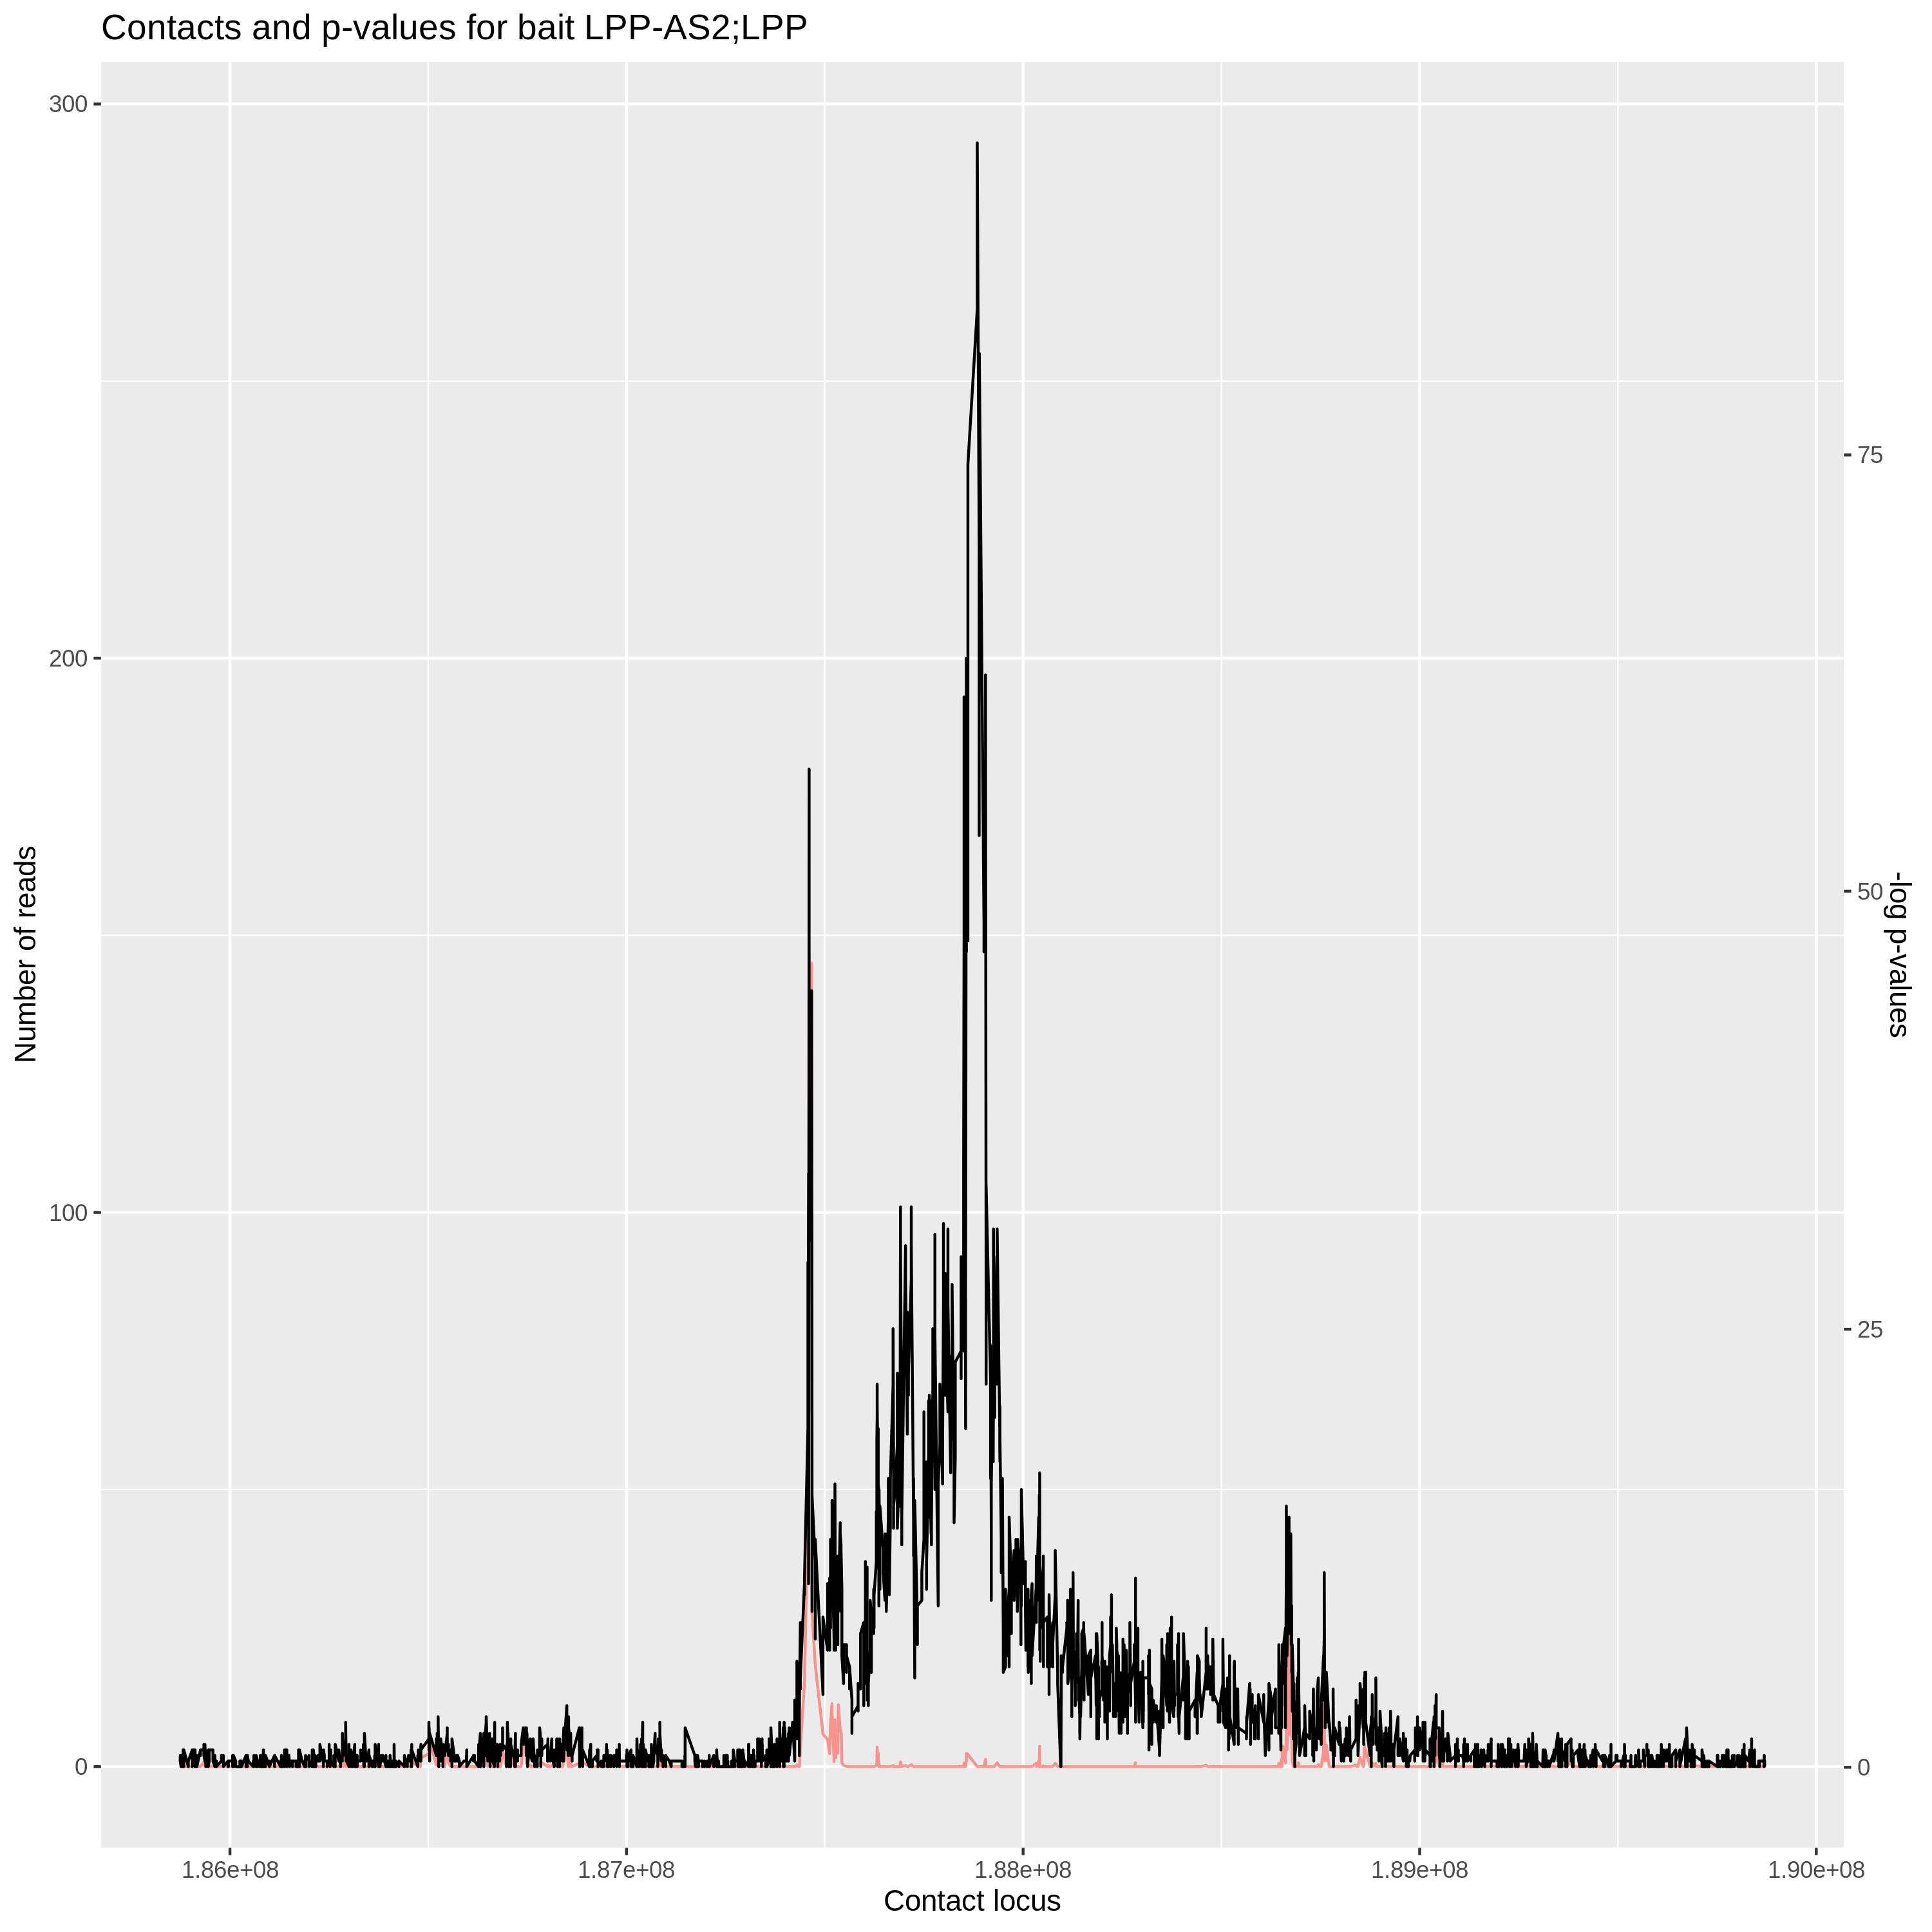 Contacts and p-values for bait LPP-AS2;LPP
300
200
100
0
Number of reads
75
50
25
0
-log p-values
1.86e+08 1.87e+08 1.88e+08 1.89e+08 1.90e+08
Contact locus